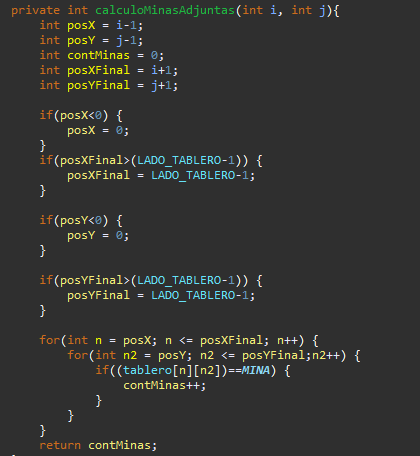 private int calculoMinasAdjuntas(int i, int j){
    int posX = i-1;
    int posY = j-1;
    int contMinas = 0;
    int posXFinal = i+1;
    int posYFinal = j+1;

    if(posX<0) {
        posX = 0;
    }
    if(posXFinal>(LADO_TABLERO-1)) {
        posXFinal = LADO_TABLERO-1;
    }

    if(posY<0) {
        posY = 0;
    }

    if(posYFinal>(LADO_TABLERO-1)) {
        posYFinal = LADO_TABLERO-1;
    }

    for(int n = posX; n <= posXFinal; n++) {
        for(int n2 = posY; n2 <= posYFinal;n2++) {
            if((tablero[n][n2])==MINA) {
                contMinas++;
            }
        }
    }
    return contMinas;